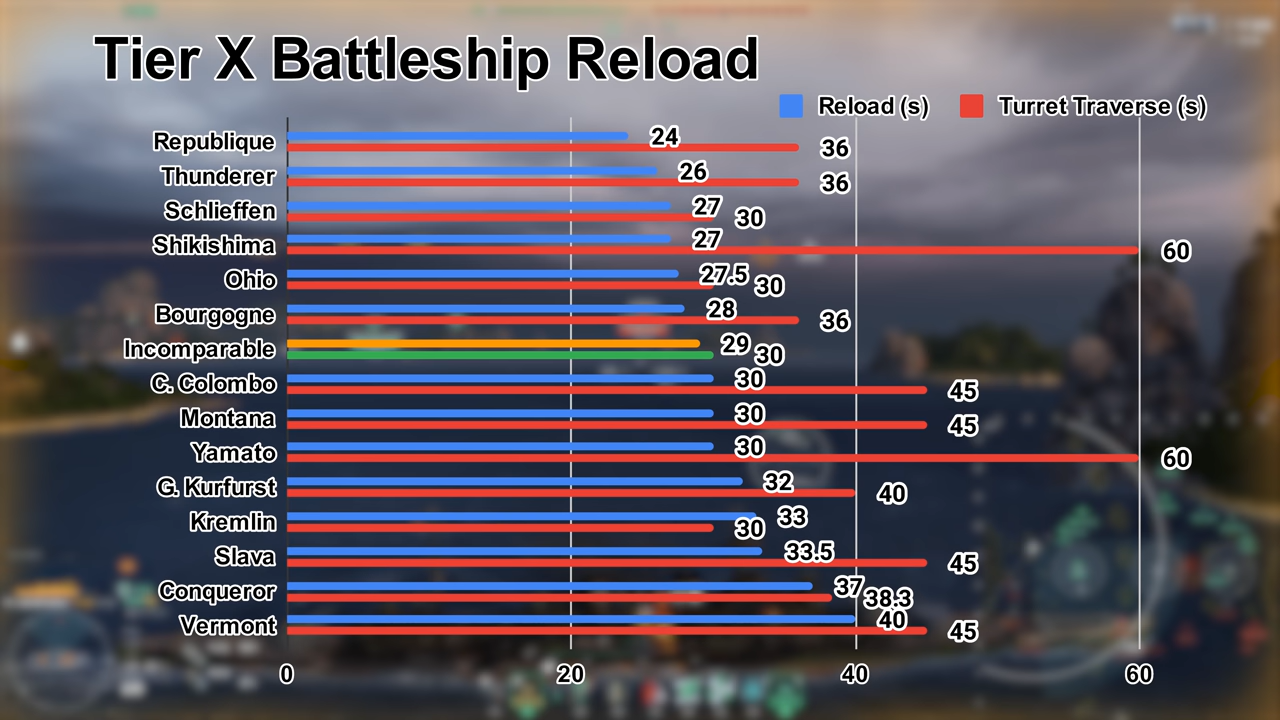 Tier X Battleship Reload
Reload (s) Turret Traverse (s)
Republique 24 36
Thunderer 26 36
Schlieffen 27 30
Shikishima 27 60
Ohio 27.5 30
Bourgogne 28 36
Incomparable 29 30
C. Colombo 30 45
Montana 30 45
Yamato 30 60
G. Kurfurst 32 40
Kremlin 33 30
Slava 33.5 45
Conqueror 37 38.3
Vermont 40 45
0 20 40 60